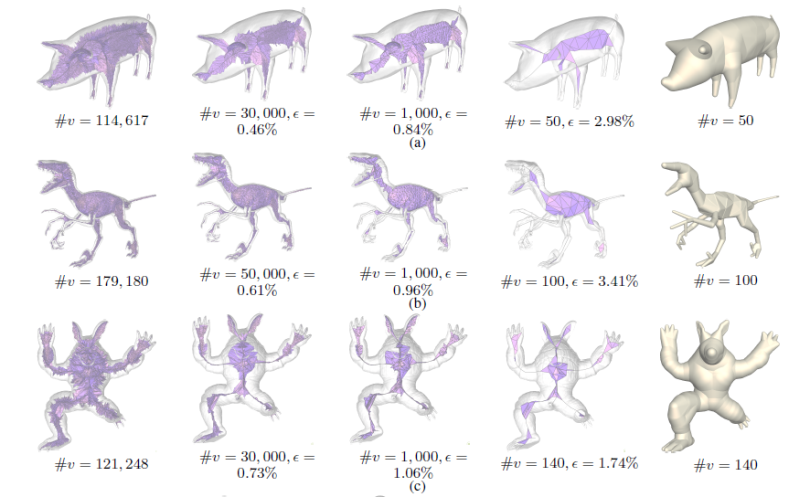 #v = 114, 617
#v = 30, 000, ϵ =
0.46%
#v = 1, 000, ϵ =
0.84%
#v = 50, ϵ = 2.98%
#v = 50
(a)
#v = 179, 180
#v = 50, 000, ϵ =
0.61%
#v = 1, 000, ϵ =
0.96%
#v = 100, ϵ = 3.41%
#v = 100
(b)
#v = 121, 248
#v = 30, 000, ϵ =
0.73%
#v = 1, 000, ϵ =
1.06%
#v = 140, ϵ = 1.74%
#v = 140
(c)